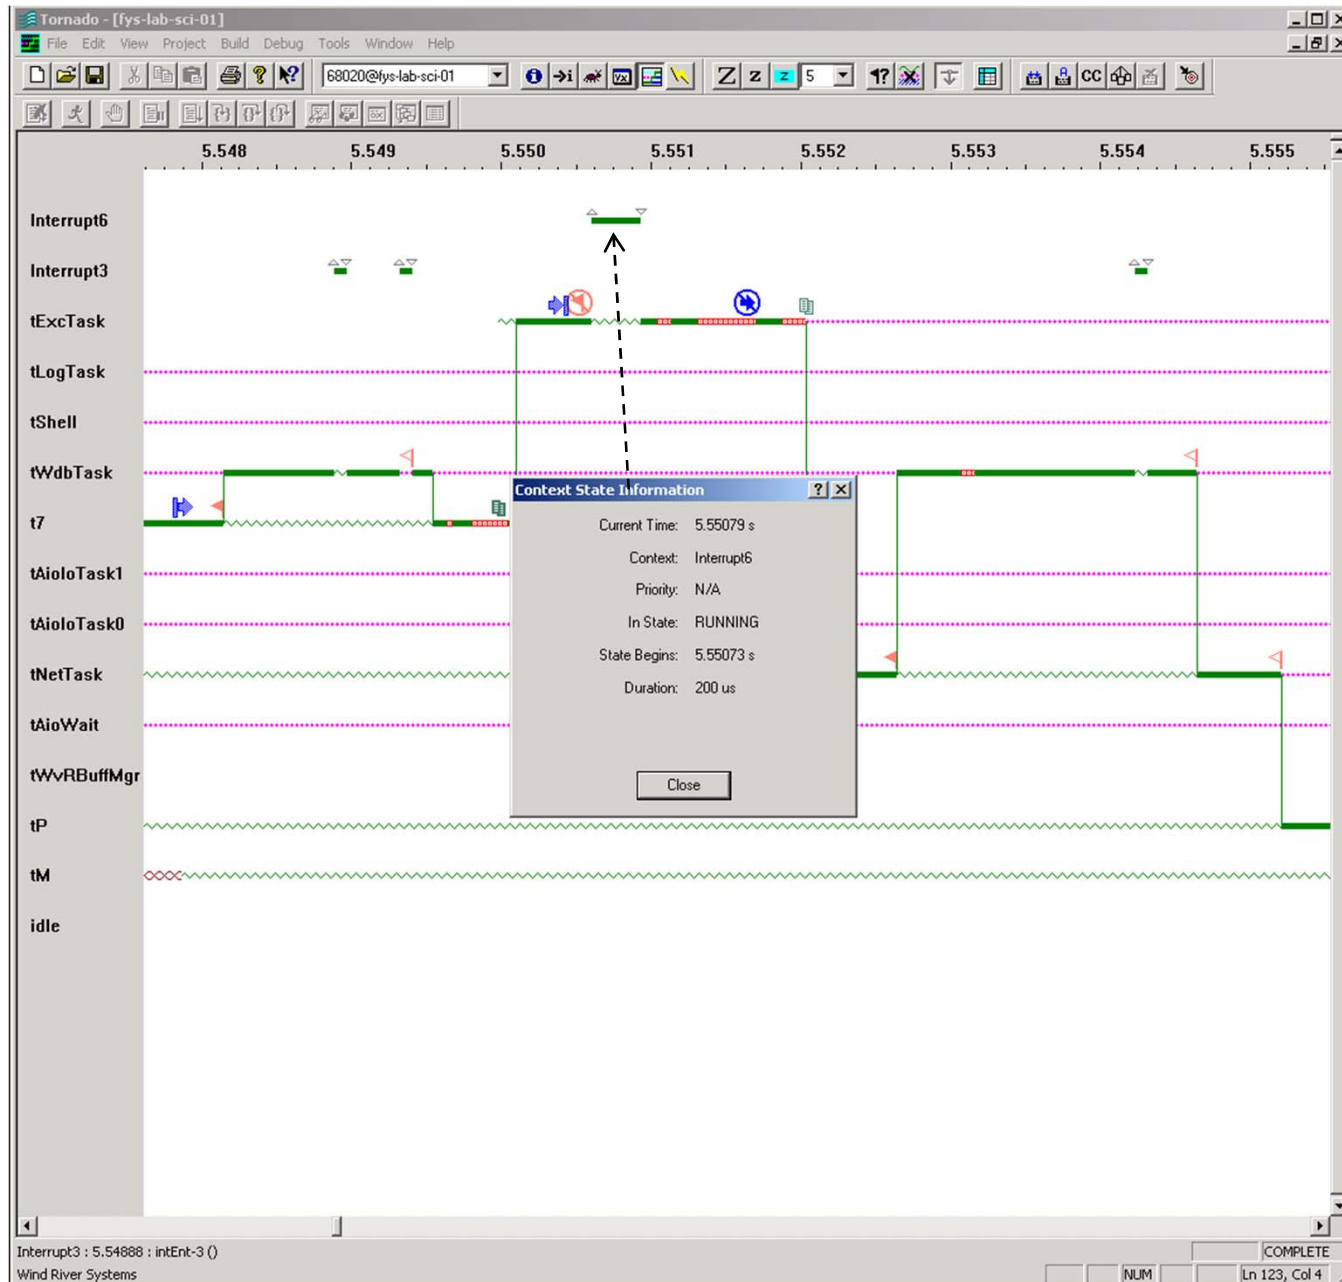 Tornado - [fys-lab-sci-01]
File Edit View Project Build Debug Tools Window Help
68020@fys-lab-sci-01
Z z z 5
CC
5.548 5.549 5.550 5.551 5.552 5.553 5.554 5.555
Interrupt6
Interrupt3
tExcTask
tLogTask
tShell
tWdbTask
t7
tAioIoTask1
tAioIoTask0
tNetTask
tAioWait
tWvRBuffMgr
tP
tM
idle
Context State Information
Current Time: 5.55079 s
Context: Interrupt6
Priority: N/A
In State: RUNNING
State Begins: 5.55073 s
Duration: 200 us
Close
Interrupt3 : 5.54888 : intEnt-3 ()
COMPLETE
Wind River Systems
NUM
Ln 123, Col 4